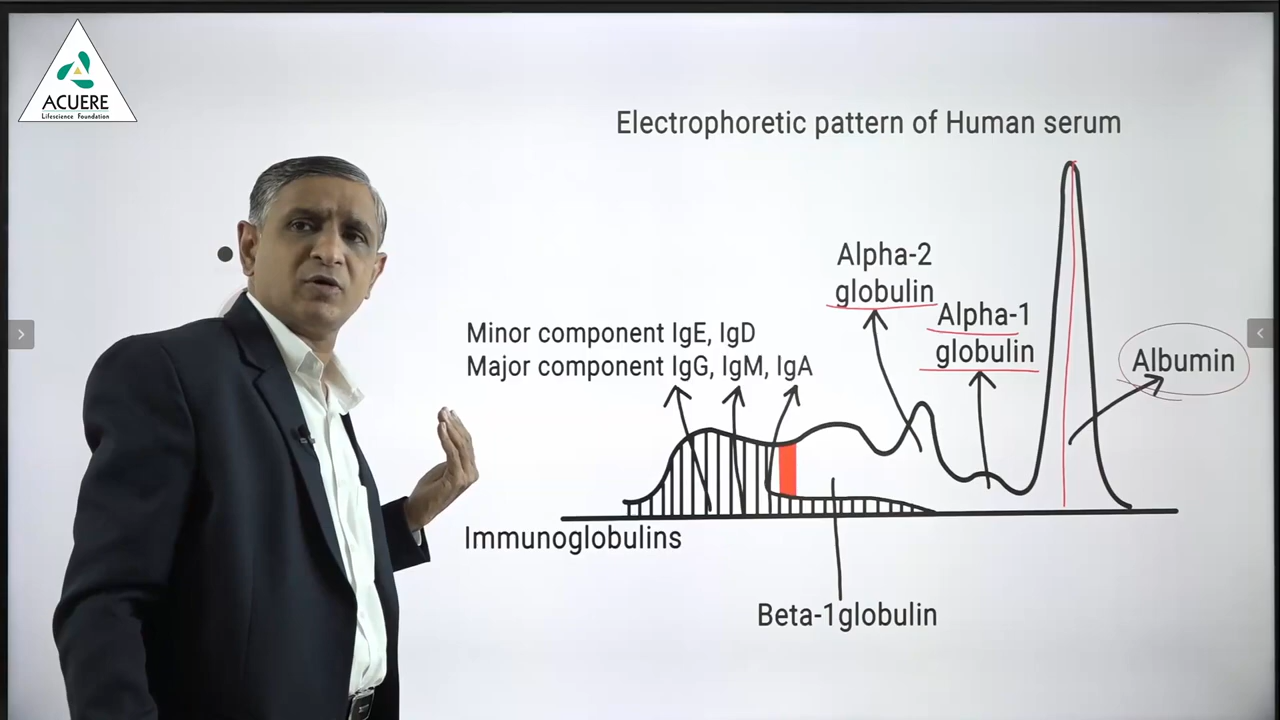 ACUERE
Lifescience Foundation
Electrophoretic pattern of Human serum
Alpha-2
globulin
Alpha-1
globulin
Minor component IgE, IgD
Major component IgG, IgM, IgA
Albumin
Immunoglobulins
Beta-1globulin